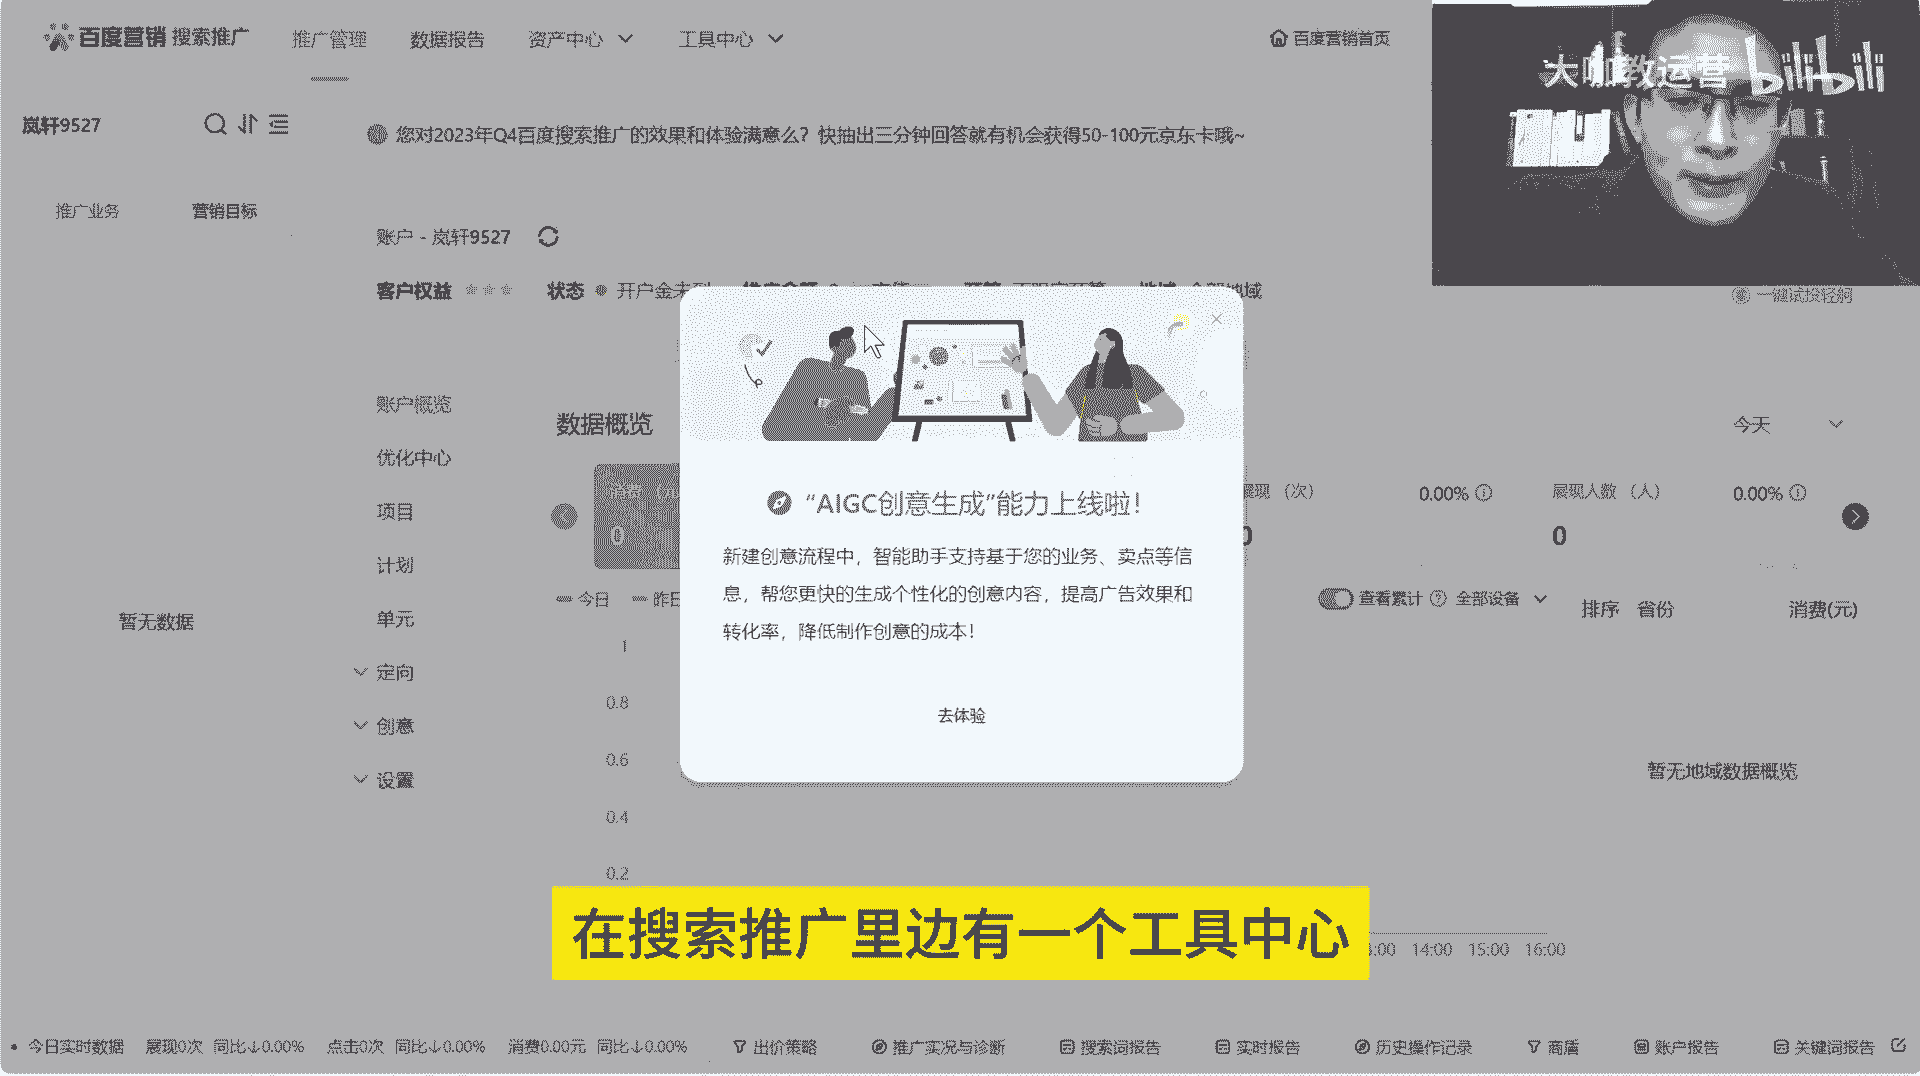 百度营销 搜索推广
推广管理
数据报告
资产中心
工具中心
百度营销首页
大咖教运营 bilibili
岚轩9527
您对2023年Q4百度搜索推广的效果和体验满意么？快抽出三分钟回答就有机会获得50-100元京东卡哦~
推广业务
营销目标
账户 - 岚轩9527
客户权益
状态
开户金未到
账户概览
优化中心
项目
计划
单元
定向
创意
设置
暂无数据
数据概览
今天
消费
0
展现（次）
0.00%
展现人数（人）
0.00%
0
今日
昨日
查看累计
全部设备
排序 省份
消费(元)
1
0.8
0.6
0.4
0.2
暂无地域数据概览
“AIGC创意生成”能力上线啦！
新建创意流程中，智能助手支持基于您的业务、卖点等信
息，帮您更快的生成个性化的创意内容，提高广告效果和
转化率，降低制作创意的成本！
去体验
在搜索推广里边有一个工具中心
14:00 15:00 16:00
今日实时数据 展现0次 同比↓0.00% 点击0次 同比↓0.00% 消费0.00元 同比↓0.00% 出价策略 推广实况与诊断 搜索词报告 实时报告 历史操作记录 商盾 账户报告 关键词报告